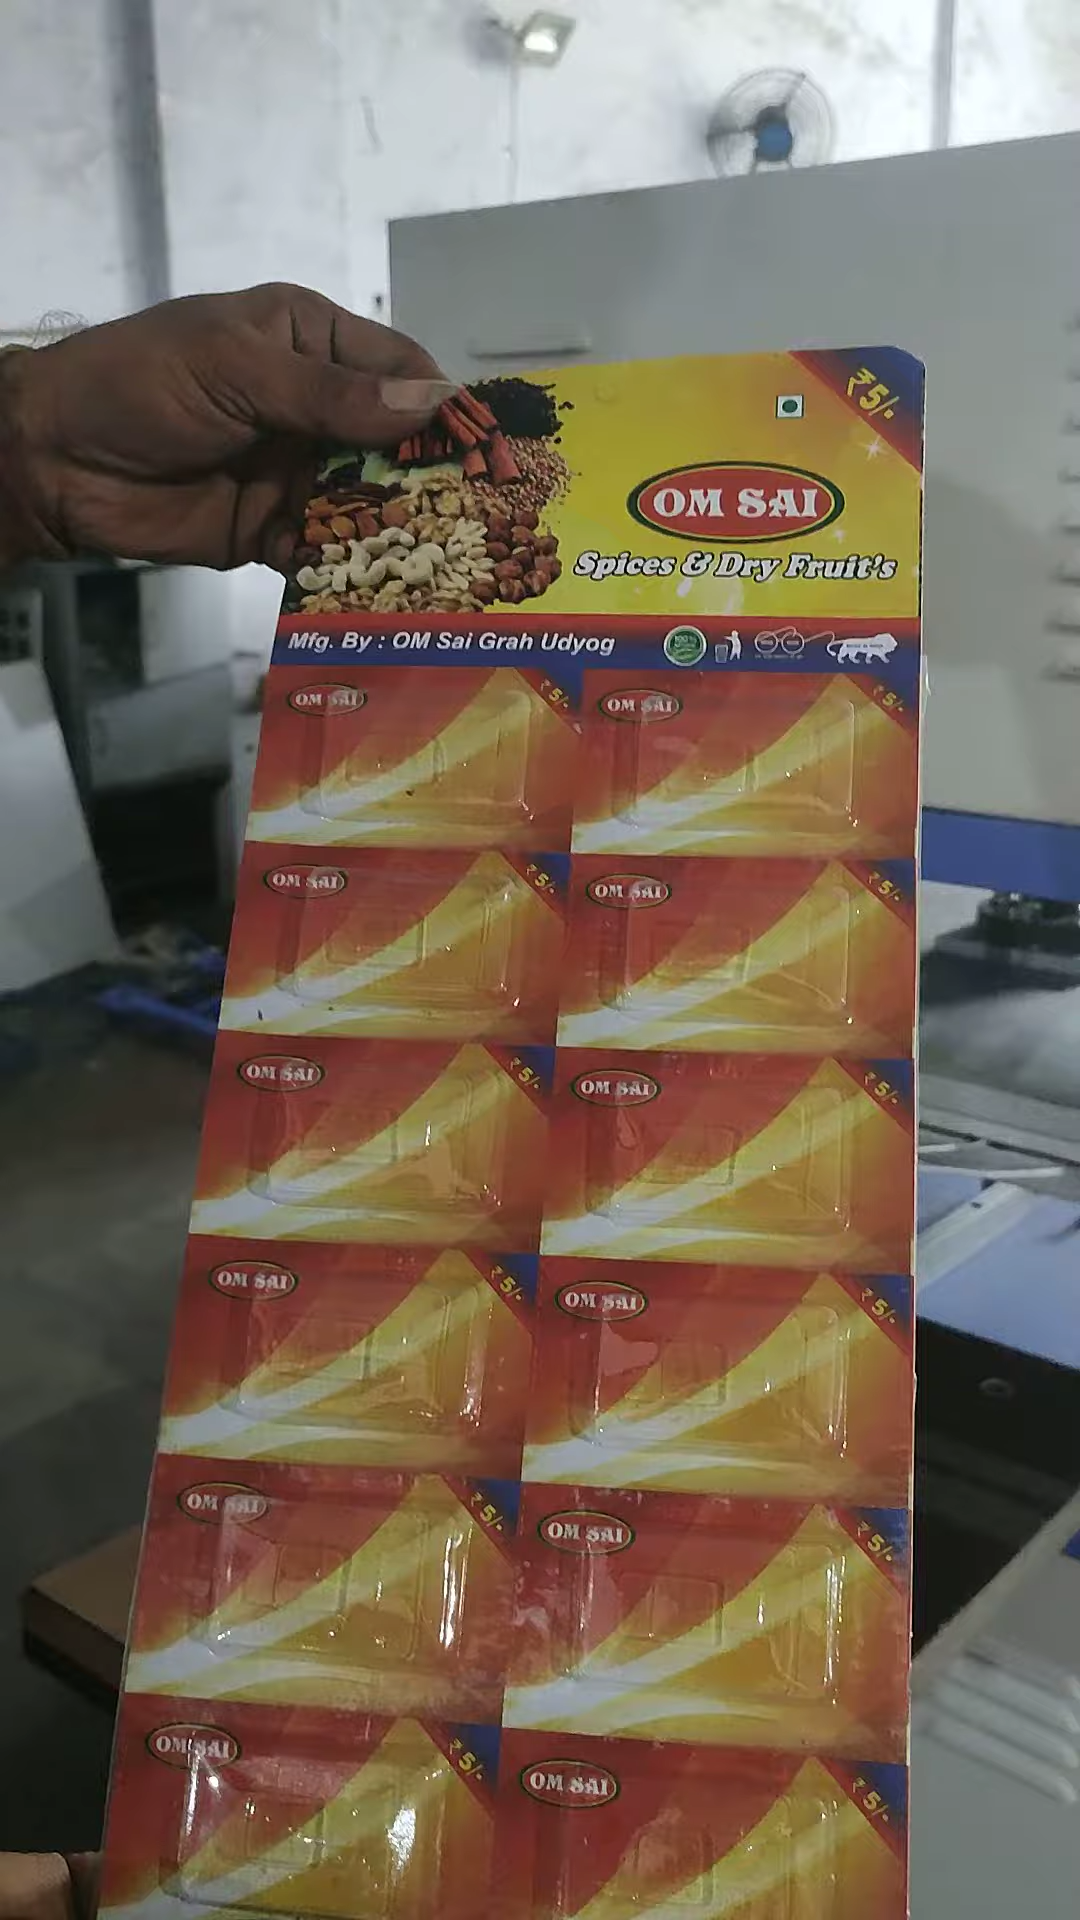 ₹5/-
OM SAI
Spices & Dry Fruit's
Mfg. By : OM Sai Grah Udyog
100%
OM SAI ₹5/- OM SAI ₹5/-
OM SAI ₹5/- OM SAI ₹5/-
OM SAI ₹5/- OM SAI ₹5/-
OM SAI ₹5/- OM SAI ₹5/-
OM SAI ₹5/- OM SAI ₹5/-
OM SAI ₹5/- OM SAI ₹5/-